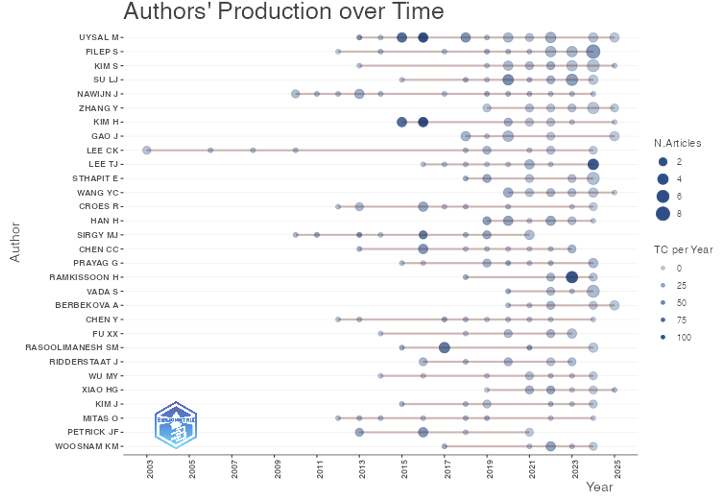 Authors' Production over Time
Author
UYSAL M
FILEP S
KIM S
SU LJ
NAWIJN J
ZHANG Y
KIM H
GAO J
LEE CK
LEE TJ
STHAPIT E
WANG YC
CROES R
HAN H
SIRGY MJ
CHEN CC
PRAYAG G
RAMKISSOON H
VADA S
BERBEKOVA A
CHEN Y
FU XX
RASOOLIMANESH SM
RIDDERSTAAT J
WU MY
XIAO HG
KIM J
MITAS O
PETRICK JF
WOOSNAM KM
2003
2005
2007
2009
2011
2013
2015
2017
2019
2021
2023
2025
Year
N.Articles
2
4
6
8
TC per Year
0
25
50
75
100